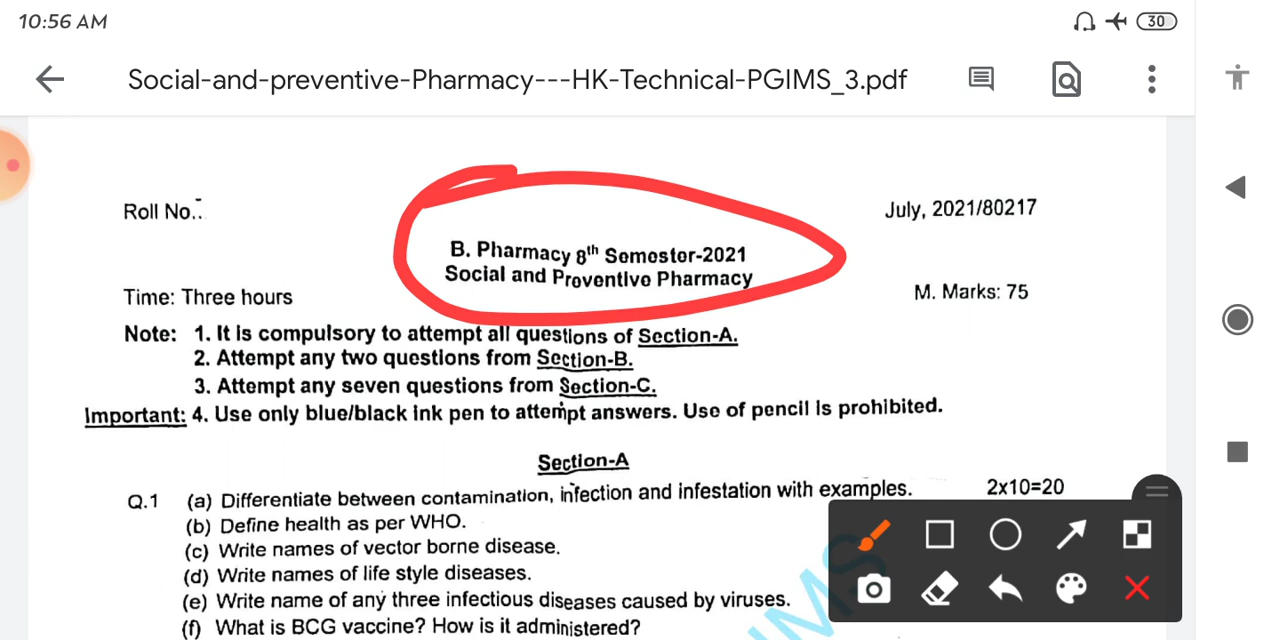 10:56 AM
30
Social-and-preventive-Pharmacy---HK-Technical-PGIMS_3.pdf
Roll No..
July, 2021/80217
B. Pharmacy 8th Semester-2021
Social and Preventive Pharmacy
Time: Three hours
M. Marks: 75
Note: 1. It is compulsory to attempt all questions of Section-A.
2. Attempt any two questions from Section-B.
3. Attempt any seven questions from Section-C.
Important: 4. Use only blue/black ink pen to attempt answers. Use of pencil is prohibited.
Section-A
Q.1 (a) Differentiate between contamination, infection and infestation with examples. 2x10=20
(b) Define health as per WHO.
(c) Write names of vector borne disease.
(d) Write names of life style diseases.
(e) Write name of any three infectious diseases caused by viruses.
(f) What is BCG vaccine? How is it administered?